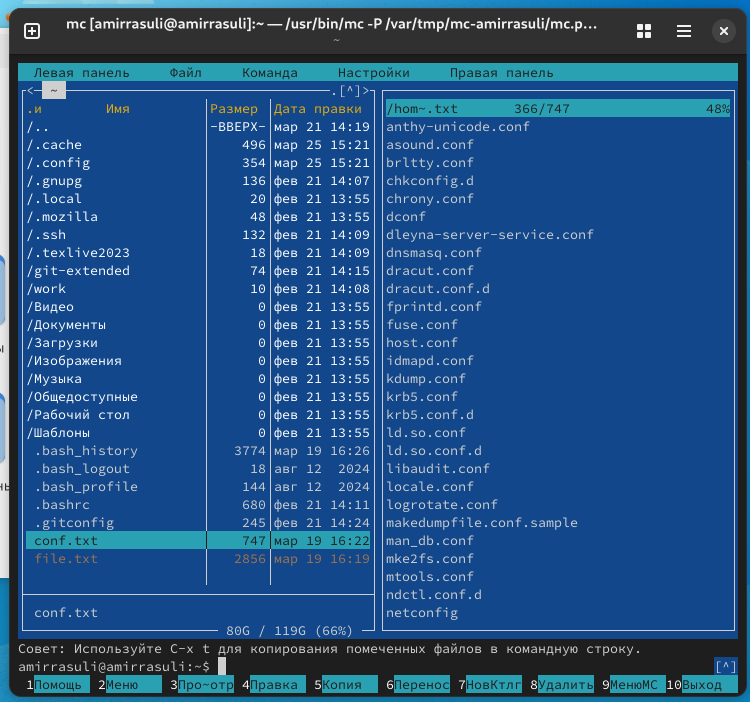 mc [amirrasuli@amirrasuli]:~ — /usr/bin/mc -P /var/tmp/mc-amirrasuli/mc.p…
~
Левая панель Файл Команда Настройки Правая панель
<─ ~ .[^]>
.и Имя Размер Дата правки
/.. -ВВЕРХ- мар 21 14:19
/.cache 496 мар 25 15:21
/.config 354 мар 25 15:21
/.gnupg 136 фев 21 14:07
/.local 20 фев 21 13:55
/.mozilla 48 фев 21 13:55
/.ssh 132 фев 21 14:09
/.texlive2023 18 фев 21 14:09
/git-extended 74 фев 21 14:15
/work 10 фев 21 14:08
/Видео 0 фев 21 13:55
/Документы 0 фев 21 13:55
/Загрузки 0 фев 21 13:55
/Изображения 0 фев 21 13:55
/Музыка 0 фев 21 13:55
/Общедоступные 0 фев 21 13:55
/Рабочий стол 0 фев 21 13:55
/Шаблоны 0 фев 21 13:55
.bash_history 3774 мар 19 16:26
.bash_logout 18 авг 12 2024
.bash_profile 144 авг 12 2024
.bashrc 680 фев 21 14:11
.gitconfig 245 фев 21 14:24
conf.txt 747 мар 19 16:22
file.txt 2856 мар 19 16:19
conf.txt
80G / 119G (66%)
/hom~.txt 366/747 48%
anthy-unicode.conf
asound.conf
brltty.conf
chkconfig.d
chrony.conf
dconf
dleyna-server-service.conf
dnsmasq.conf
dracut.conf
dracut.conf.d
fprintd.conf
fuse.conf
host.conf
idmapd.conf
kdump.conf
krb5.conf
krb5.conf.d
ld.so.conf
ld.so.conf.d
libaudit.conf
locale.conf
logrotate.conf
makedumpfile.conf.sample
man_db.conf
mke2fs.conf
mtools.conf
ndctl.conf.d
netconfig
Совет: Используйте C-x t для копирования помеченных файлов в командную строку.
amirrasuli@amirrasuli:~$ [^]
1Помощь 2Меню 3Про~отр 4Правка 5Копия 6Перенос 7НовКтлг 8Удалить 9МенюМС 10Выход